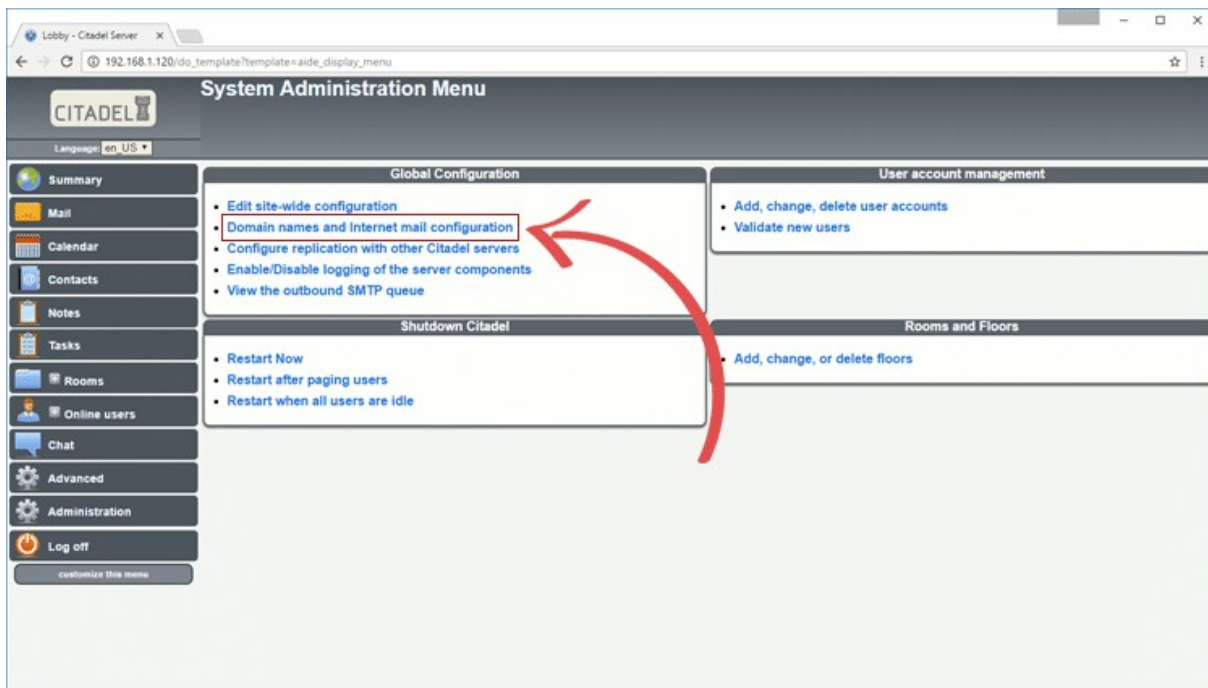 Lobby - Citadel Server
192.168.1.120/do_template?template=aide_display_menu
CITADEL
System Administration Menu
Language: en_US
Summary
Mail
Calendar
Contacts
Notes
Tasks
Rooms
Online users
Chat
Advanced
Administration
Log off
customize this menu
Global Configuration
Edit site-wide configuration
Domain names and Internet mail configuration
Configure replication with other Citadel servers
Enable/Disable logging of the server components
View the outbound SMTP queue
User account management
Add, change, delete user accounts
Validate new users
Shutdown Citadel
Restart Now
Restart after paging users
Restart when all users are idle
Rooms and Floors
Add, change, or delete floors